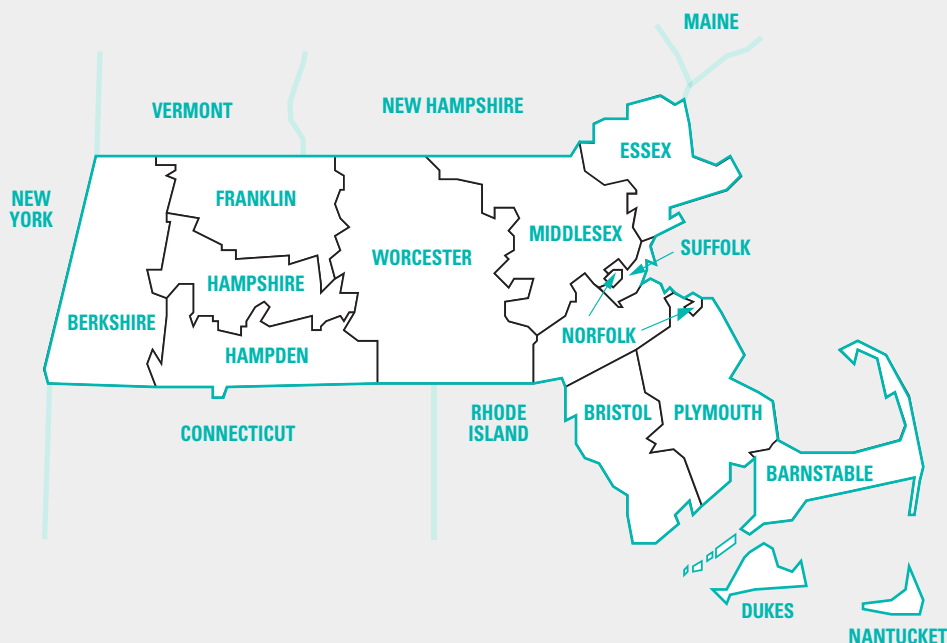 MAINE
VERMONT
NEW HAMPSHIRE
ESSEX
NEW
YORK
FRANKLIN
MIDDLESEX
SUFFOLK
WORCESTER
HAMPSHIRE
BERKSHIRE
NORFOLK
HAMPDEN
RHODE
ISLAND
BRISTOL
PLYMOUTH
CONNECTICUT
BARNSTABLE
DUKES
NANTUCKET